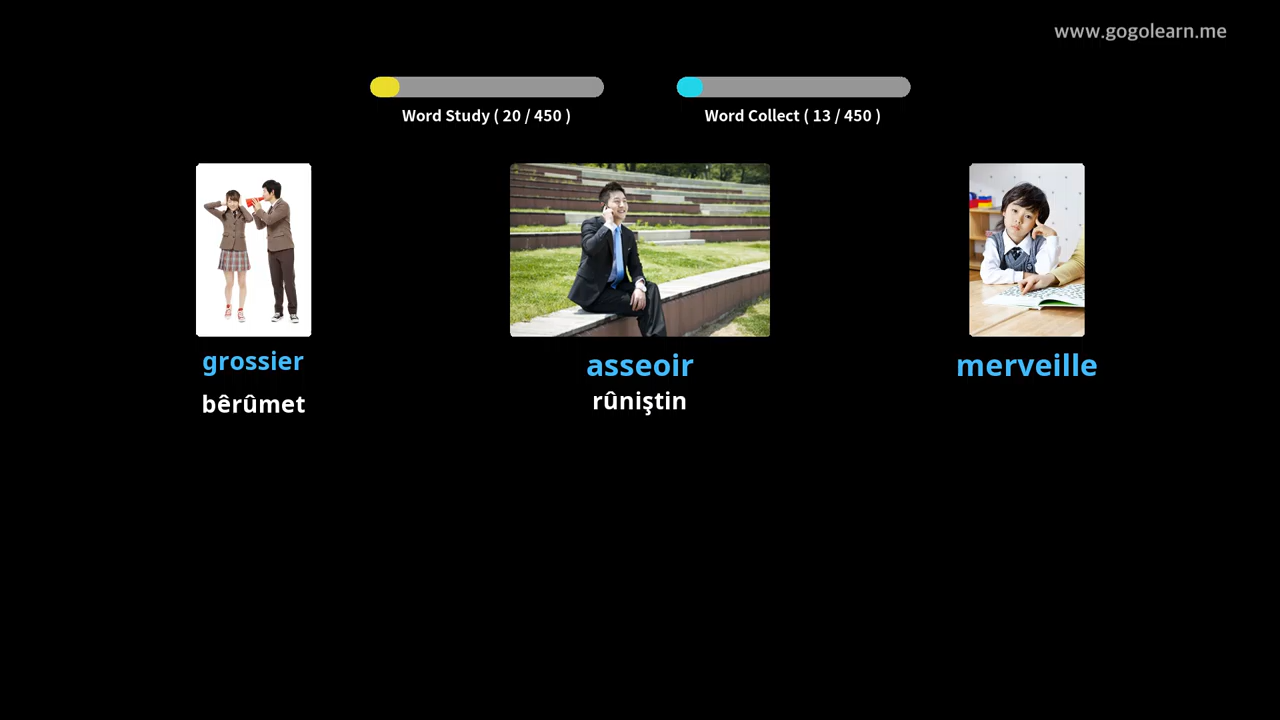 www.gogolearn.me
Word Study ( 20 / 450 )
Word Collect ( 13 / 450 )
grossier
bêrûmet
asseoir
rûniştin
merveille